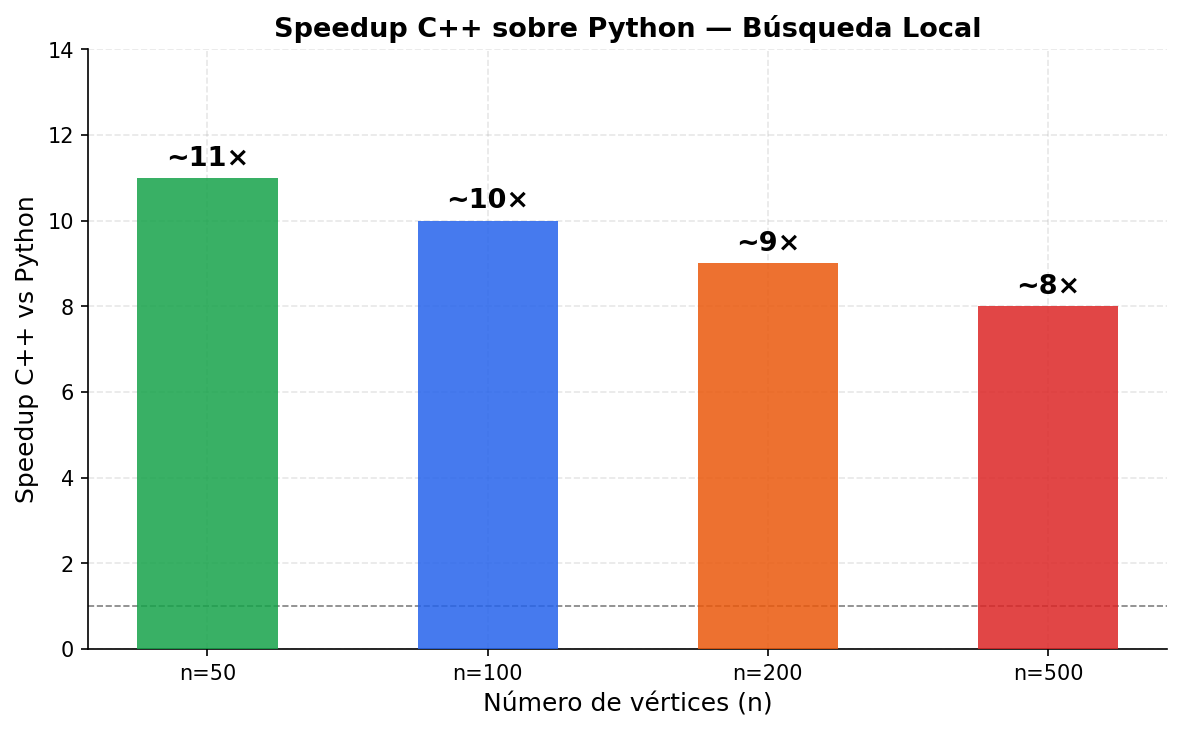 Speedup C++ sobre Python — Búsqueda Local
Speedup C++ vs Python
14
12
10
8
6
4
2
0
~11×
~10×
~9×
~8×
n=50
n=100
n=200
n=500
Número de vértices (n)